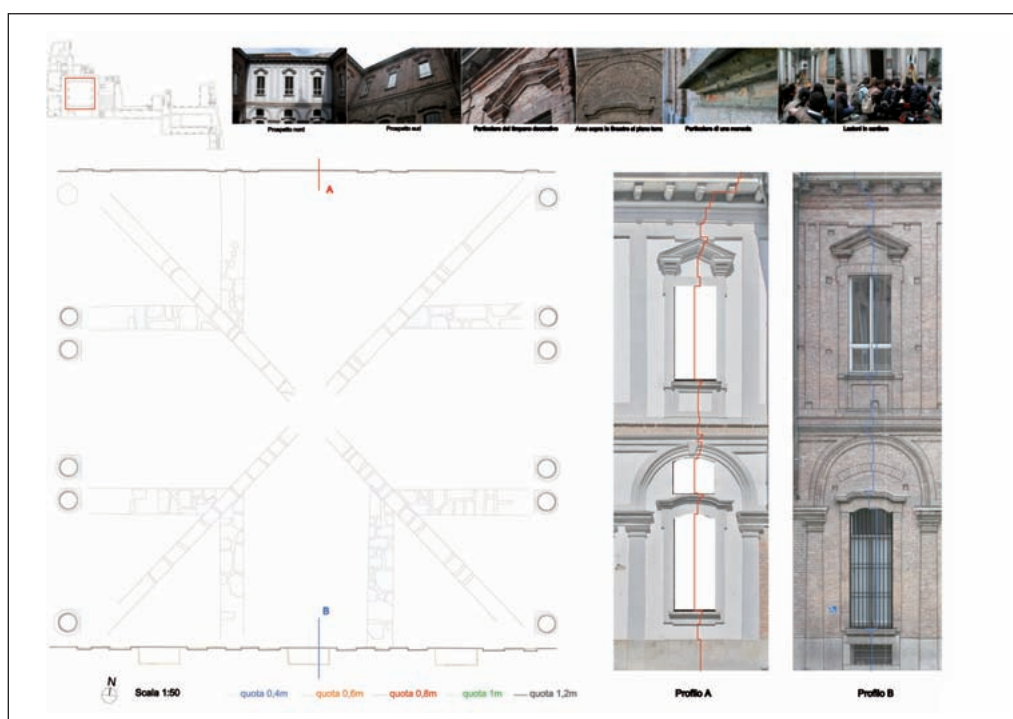 Prospetto nord
Prospetto sud
Particolare del timpano decorativo
Arco sopra la finestra al piano terra
Particolare di una mensola
Lezioni in cantiere
A
B
N
Scala 1:50
quota 0,4m
quota 0,6m
quota 0,8m
quota 1m
quota 1,2m
Profilo A
Profilo B